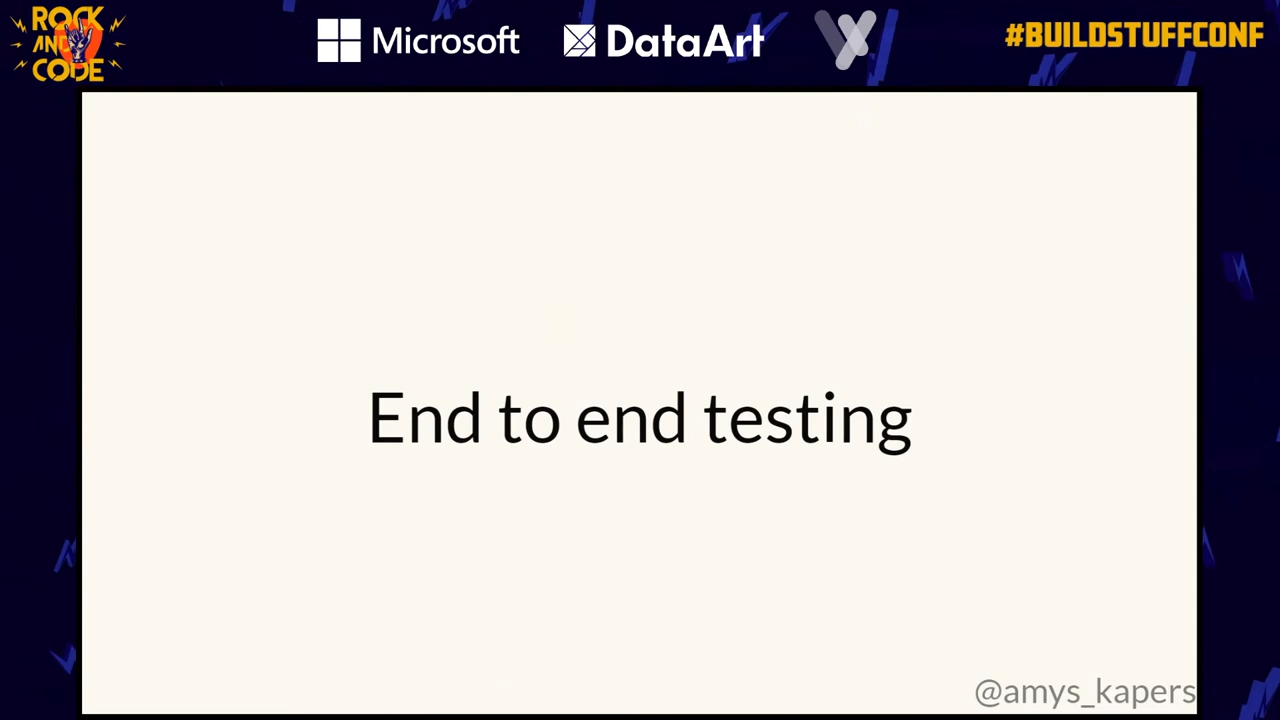 ROCK
AND
CODE
Microsoft
DataArt
#BUILDSTUFFCONF
End to end testing
@amys_kapers